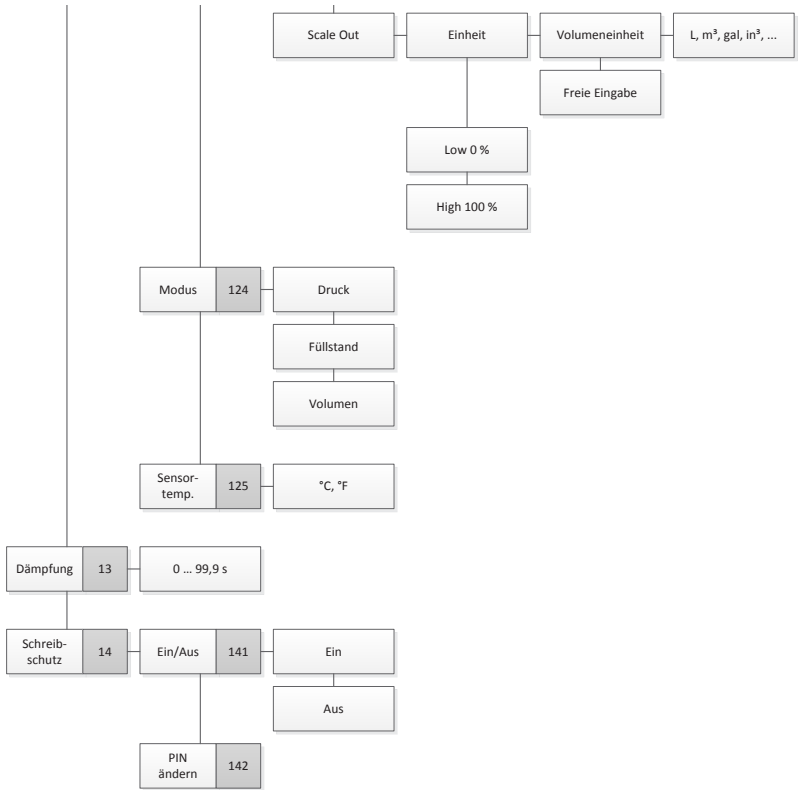 Scale Out
Einheit
Volumeneinheit
L, m³, gal, in³, ...
Freie Eingabe
Low 0 %
High 100 %
Modus
124
Druck
Füllstand
Volumen
Sensor-
temp.
125
°C, °F
Dämpfung
13
0 ... 99,9 s
Schreib-
schutz
14
Ein/Aus
141
Ein
Aus
PIN
ändern
142